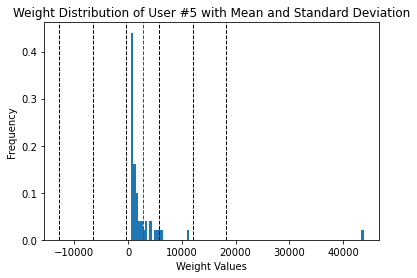 Weight Distribution of User #5 with Mean and Standard Deviation
0.4
0.3
0.2
0.1
0.0
Frequency
−10000 0 10000 20000 30000 40000
Weight Values